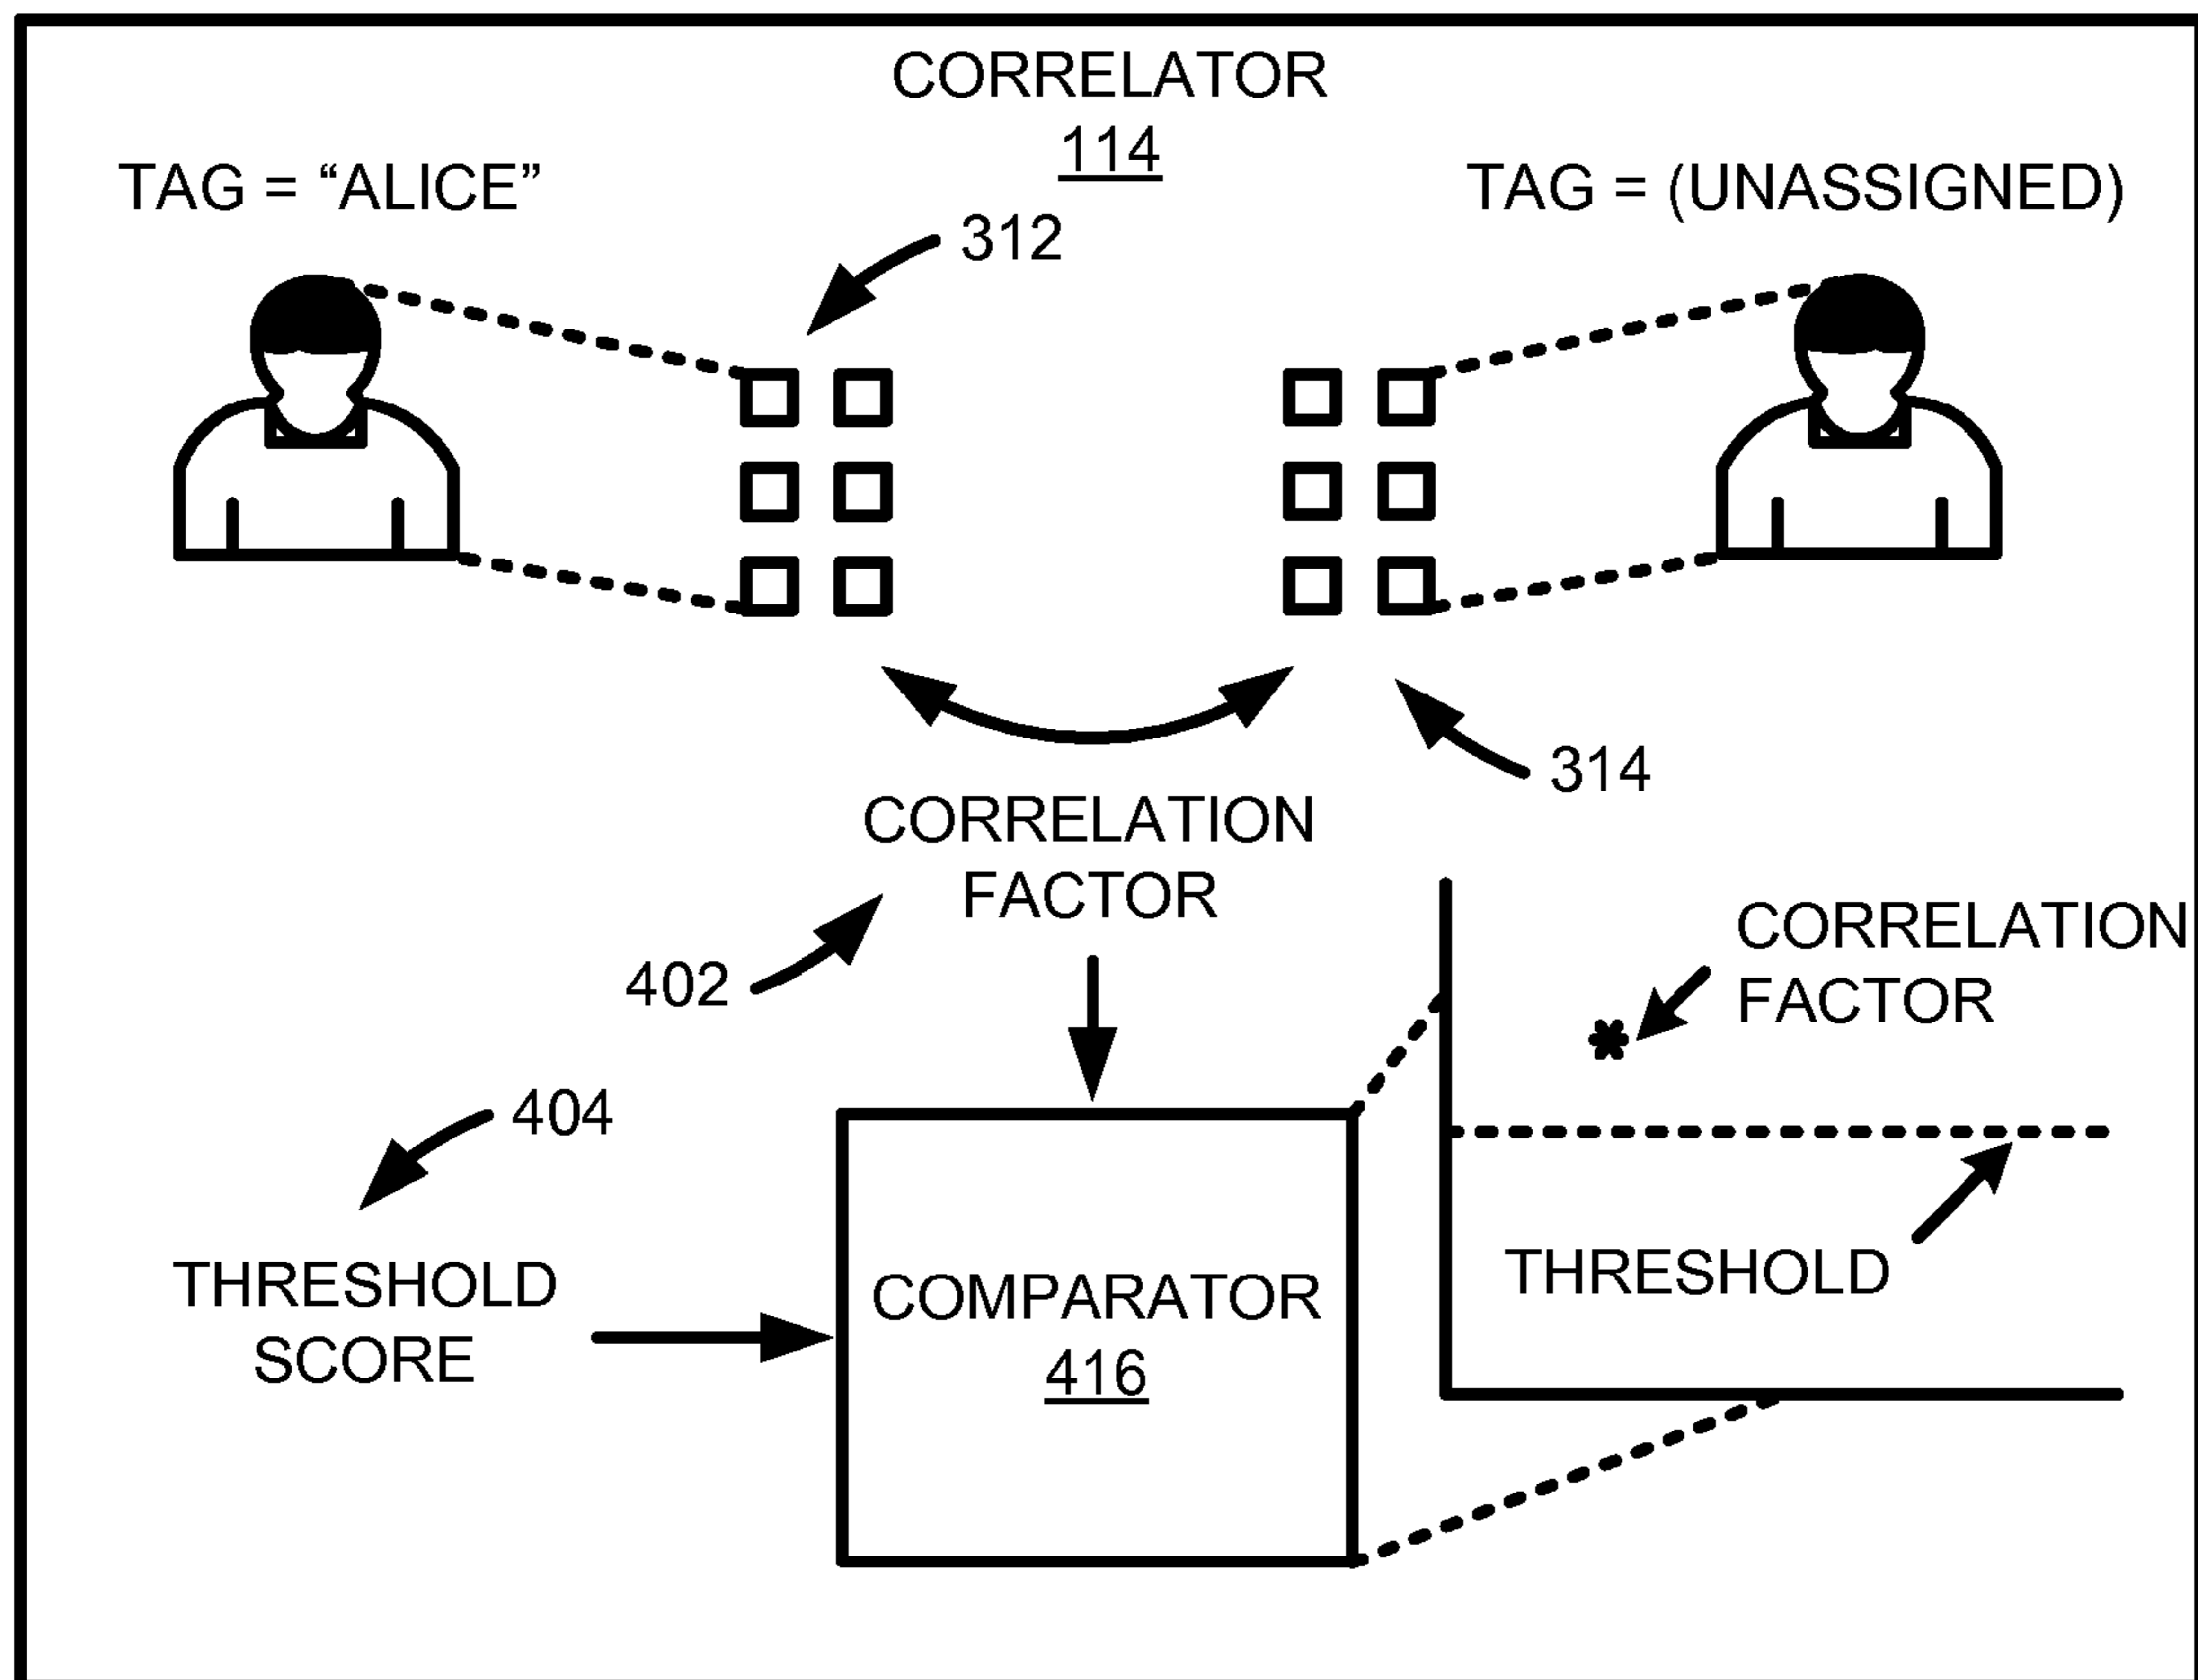 CORRELATOR
114
TAG = “ALICE”
TAG = (UNASSIGNED)
312
314
CORRELATION
FACTOR
402
CORRELATION
FACTOR
404
THRESHOLD
SCORE
COMPARATOR
416
THRESHOLD